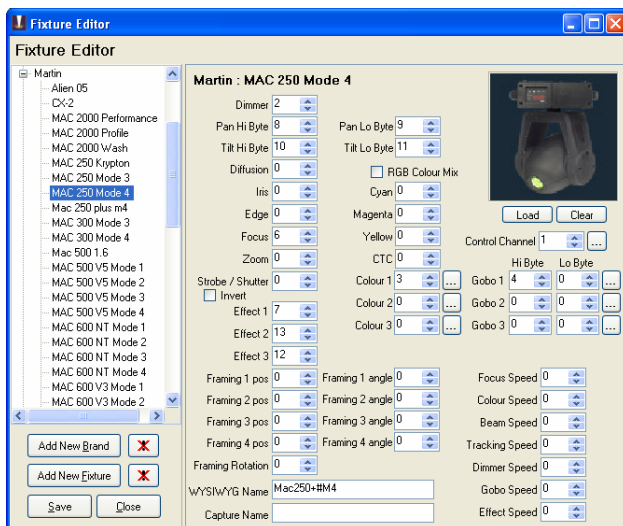 Fixture Editor
Fixture Editor
Martin
Alien 05
CX-2
MAC 2000 Performance
MAC 2000 Profile
MAC 2000 Wash
MAC 250 Krypton
MAC 250 Mode 3
MAC 250 Mode 4
Mac 250 plus m4
MAC 300 Mode 3
MAC 300 Mode 4
Mac 500 1.6
MAC 500 V5 Mode 1
MAC 500 V5 Mode 2
MAC 500 V5 Mode 3
MAC 500 V5 Mode 4
MAC 600 NT Mode 1
MAC 600 NT Mode 2
MAC 600 NT Mode 3
MAC 600 NT Mode 4
MAC 600 V3 Mode 1
MAC 600 V3 Mode 2
Add New Brand
Add New Fixture
Save Close
Martin : MAC 250 Mode 4
Dimmer 2
Pan Hi Byte 8 Pan Lo Byte 9
Tilt Hi Byte 10 Tilt Lo Byte 11
Diffusion 0 RGB Colour Mix
Iris 0 Cyan 0
Edge 0 Magenta 0
Focus 6 Yellow 0
Zoom 0 CTC 0
Strobe / Shutter 0 Colour 1 3 ...
Invert
Effect 1 7 Colour 2 0 ...
Effect 2 13 Colour 3 0 ...
Effect 3 12
Load Clear
Control Channel 1 ...
Hi Byte Lo Byte
Gobo 1 4 0 ...
Gobo 2 0 0 ...
Gobo 3 0 0 ...
Framing 1 pos 0 Framing 1 angle 0
Framing 2 pos 0 Framing 2 angle 0
Framing 3 pos 0 Framing 3 angle 0
Framing 4 pos 0 Framing 4 angle 0
Framing Rotation 0
WYSIWYG Name Mac250+#M4
Capture Name
Focus Speed 0
Colour Speed 0
Beam Speed 0
Tracking Speed 0
Dimmer Speed 0
Gobo Speed 0
Effect Speed 0